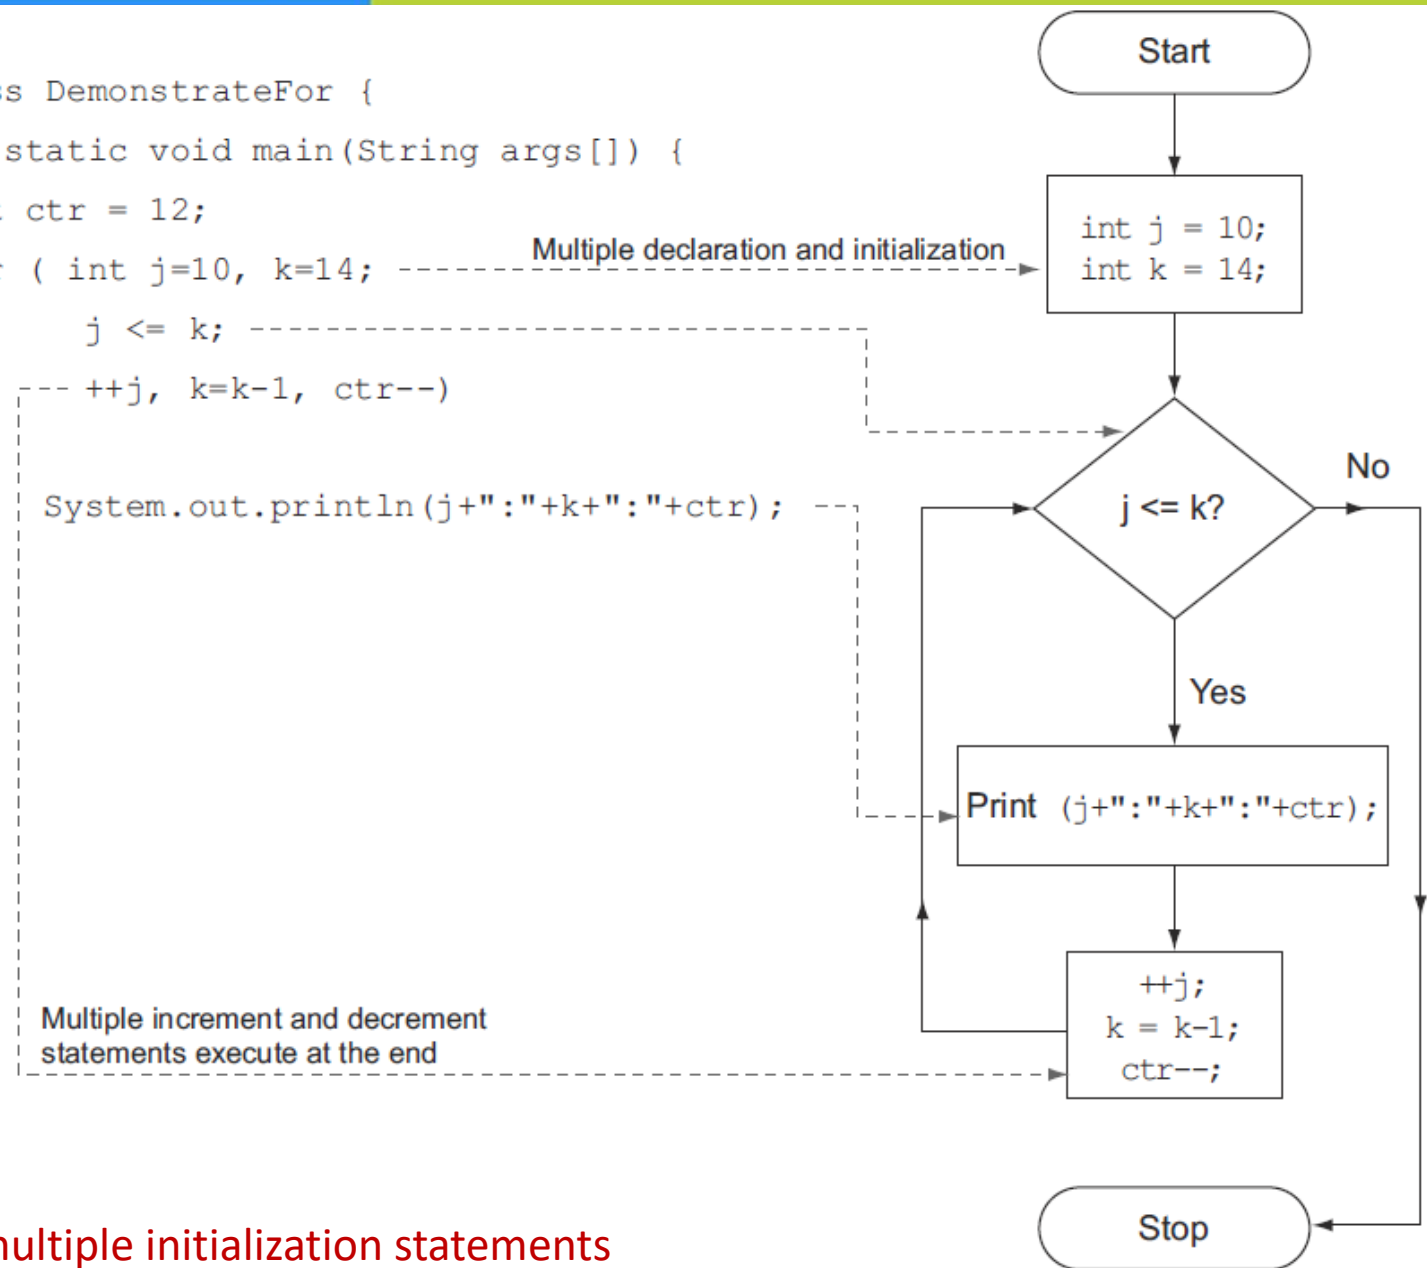 ss DemonstrateFor {
static void main(String args[]) {
ctr = 12;
( int j=10, k=14;
j <= k;
++j, k=k-1, ctr--)
System.out.println(j+":"+k+":"+ctr);
Multiple declaration and initialization
Multiple increment and decrement
statements execute at the end
multiple initialization statements
Start
int j = 10;
int k = 14;
j <= k?
No
Yes
Print (j+":"+k+":"+ctr);
++j;
k = k-1;
ctr--;
Stop